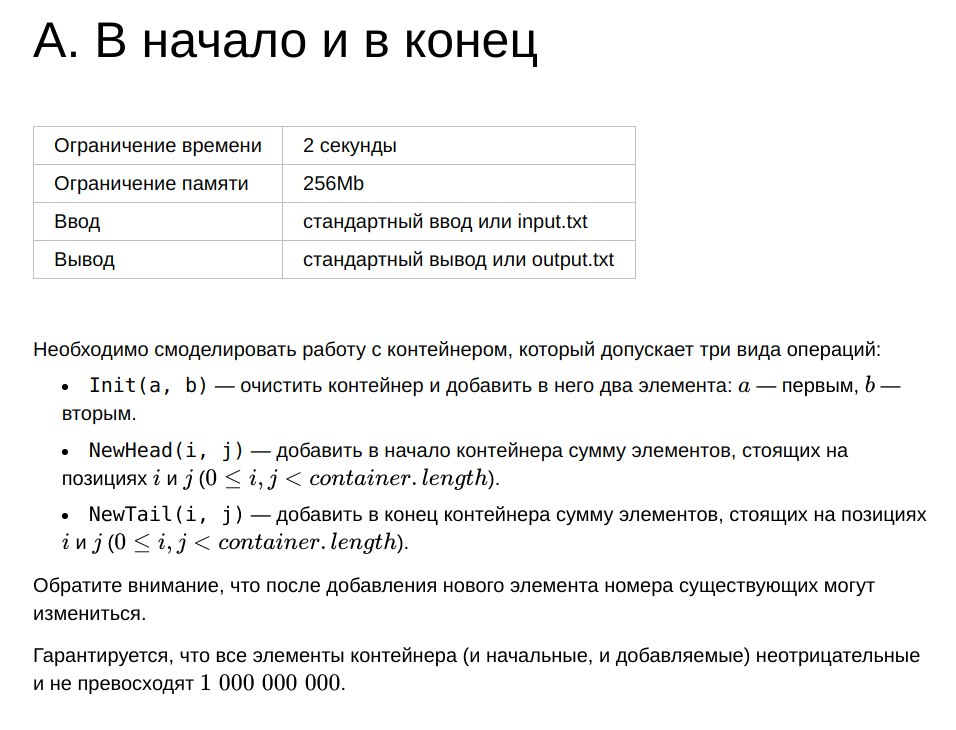 А. В начало и в конец
Ограничение времени 2 секунды
Ограничение памяти 256Mb
Ввод стандартный ввод или input.txt
Вывод стандартный вывод или output.txt
Необходимо смоделировать работу с контейнером, который допускает три вида операций:
• Init(a, b) — очистить контейнер и добавить в него два элемента: a — первым, b —
вторым.
• NewHead(i, j) — добавить в начало контейнера сумму элементов, стоящих на
позициях i и j (0 ≤ i, j < container.length).
• NewTail(i, j) — добавить в конец контейнера сумму элементов, стоящих на позициях
i и j (0 ≤ i, j < container.length).
Обратите внимание, что после добавления нового элемента номера существующих могут
измениться.
Гарантируется, что все элементы контейнера (и начальные, и добавляемые) неотрицательные
и не превосходят 1 000 000 000.